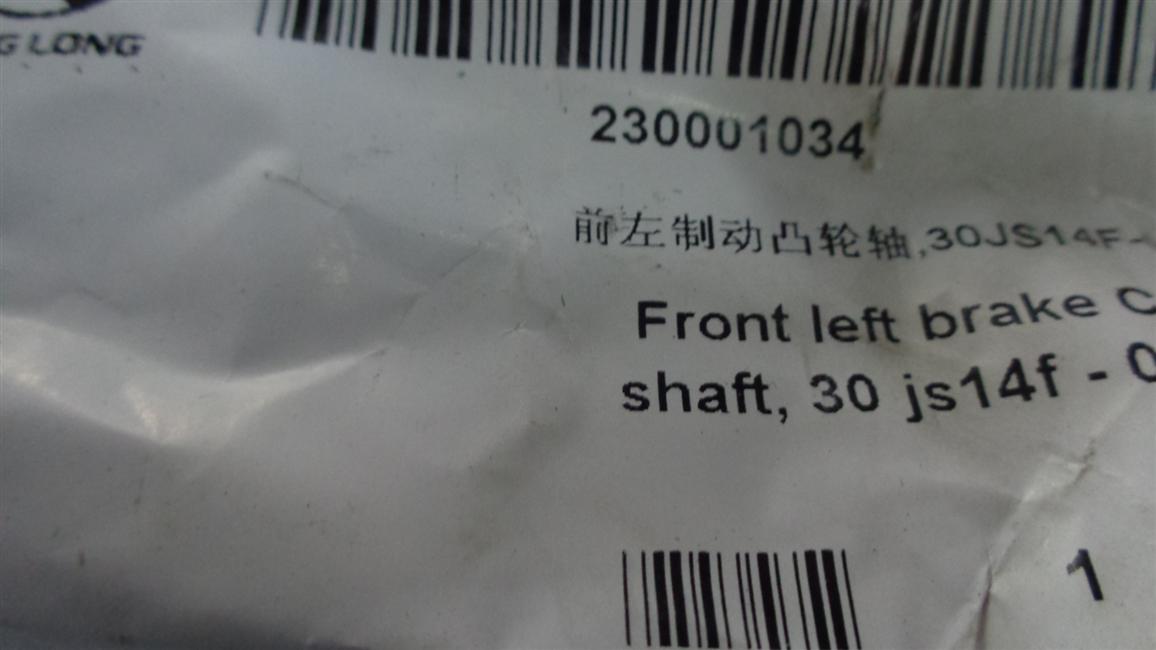 G LONG
230001034
前左制动凸轮轴,30JS14F-
Front left brake C
shaft, 30 js14f - 0
1